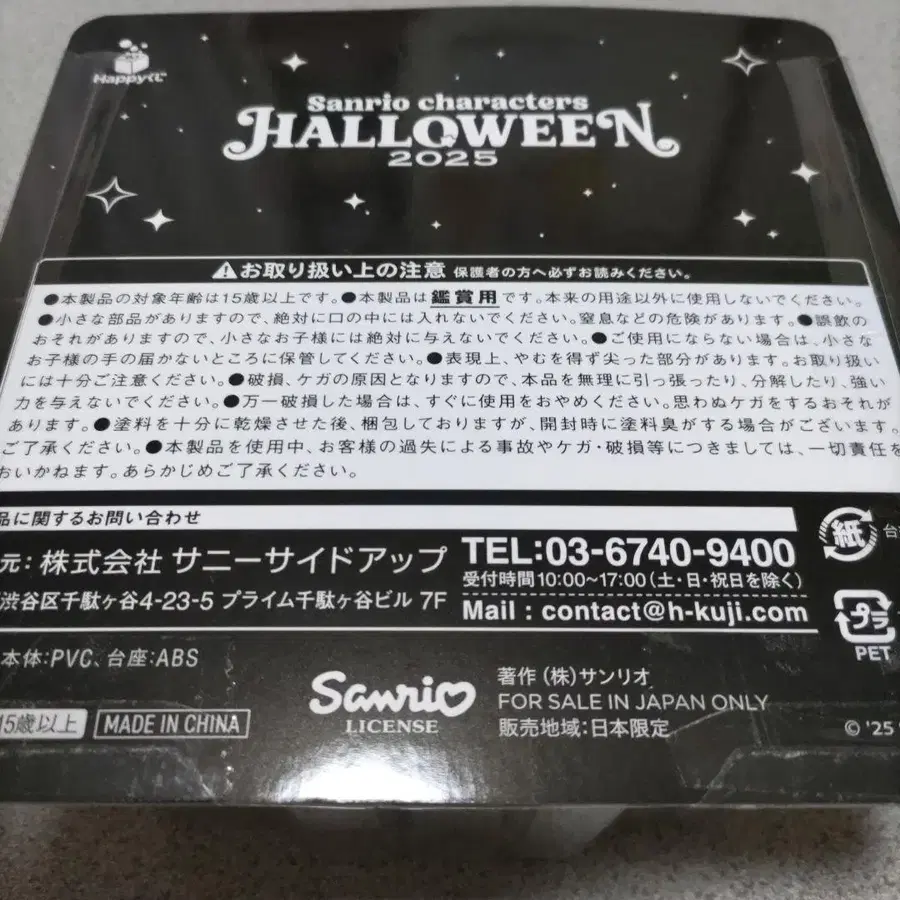 Happyくじ
Sanrio characters
HALLOWEEN
2025
お取り扱い上の注意 保護者の方へ必ずお読みください。
●本製品の対象年齢は15歳以上です。●本製品は鑑賞用です。本来の用途以外に使用しないでください。
●小さな部品がありますので、絶対に口の中には入れないでください。窒息などの危険があります。●誤飲の
おそれがありますので、小さなお子様には絶対に与えないでください。●ご使用にならない場合は、小さな
お子様の手の届かないところに保管してください。●表現上、やむを得ず尖った部分があります。お取り扱い
には十分ご注意ください。●破損、ケガの原因となりますので、本品を無理に引っ張ったり、分解したり、強い
力を与えないでください。●万一破損した場合は、すぐに使用をおやめください。思わぬケガをするおそれが
あります。●塗料を十分に乾燥させた後、梱包しておりますが、開封時に塗料臭がする場合がございます。
ご了承ください。●本製品を使用中、お客様の過失による事故やケガ・破損等につきましては、一切責任を
おいかねます。あらかじめご了承ください。
品に関するお問い合わせ
元:株式会社 サニーサイドアップ
渋谷区千駄ヶ谷4-23-5 プライム千駄ヶ谷ビル 7F
TEL:03-6740-9400
受付時間10:00~17:00(土・日・祝日を除く)
Mail : contact@h-kuji.com
紙
台
プラ
PET
本体:PVC、台座:ABS
15歳以上
MADE IN CHINA
Sanrio
LICENSE
著作(株)サンリオ
FOR SALE IN JAPAN ONLY
販売地域:日本限定
© '25